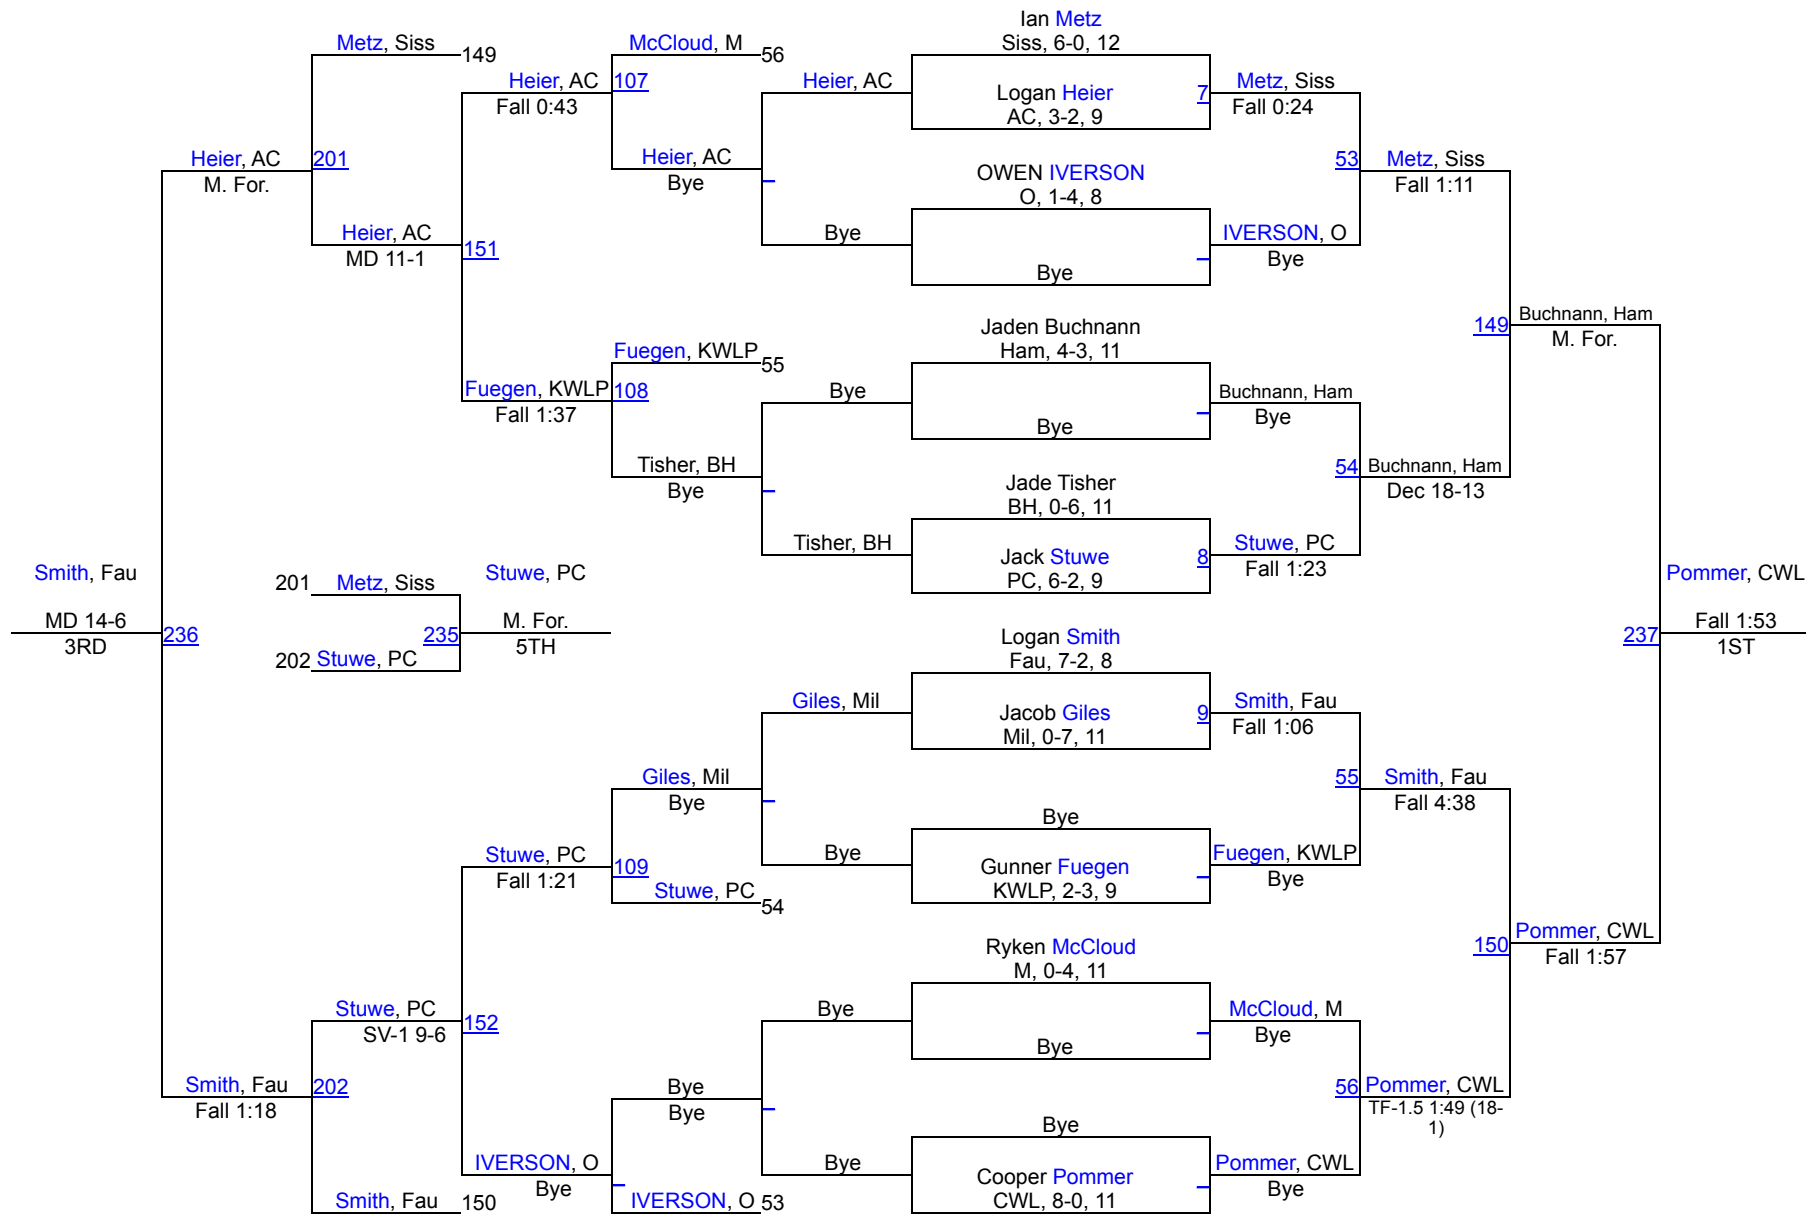 Ian Metz
Metz, Siss
149
McCloud, M
56
Siss, 6-0, 12
Heier, AC
107
Heier, AC
Logan Heier
7
Metz, Siss
Fall 0:43
AC, 3-2, 9
Fall 0:24
Heier, AC
201
Heier, AC
OWEN IVERSON
53
Metz, Siss
M. For.
Bye
O, 1-4, 8
Fall 1:11
Heier, AC
Bye
IVERSON, O
MD 11-1
151
Bye
Bye
Jaden Buchnann
149
Buchnann, Ham
M. For.
Fuegen, KWLP
55
Ham, 4-3, 11
Fuegen, KWLP
108
Bye
Buchnann, Ham
Fall 1:37
Bye
Bye
Tisher, BH
54
Buchnann, Ham
Bye
Jade Tisher
Dec 18-13
BH, 0-6, 11
Tisher, BH
Jack Stuwe
8
Stuwe, PC
PC, 6-2, 9
Fall 1:23
Smith, Fau
201
Metz, Siss
Stuwe, PC
Pommer, CWL
MD 14-6
236
235
M. For.
Logan Smith
237
Fall 1:53
3RD
202
Stuwe, PC
5TH
Fau, 7-2, 8
1ST
Giles, Mil
Jacob Giles
9
Smith, Fau
Mil, 0-7, 11
Fall 1:06
Giles, Mil
55
Smith, Fau
Bye
Bye
Fall 4:38
Stuwe, PC
109
Bye
Gunner Fuegen
Fuegen, KWLP
Fall 1:21
Stuwe, PC
54
KWLP, 2-3, 9
Bye
Ryken McCloud
150
Pommer, CWL
M, 0-4, 11
Fall 1:57
Stuwe, PC
152
Bye
McCloud, M
SV-1 9-6
Bye
Bye
Smith, Fau
202
Bye
56
Pommer, CWL
Fall 1:18
Bye
TF-1.5 1:49 (18-
1)
Bye
IVERSON, O
Bye
Cooper Pommer
Pommer, CWL
Bye
CWL, 8-0, 11
Bye
Smith, Fau
150
IVERSON, O
53